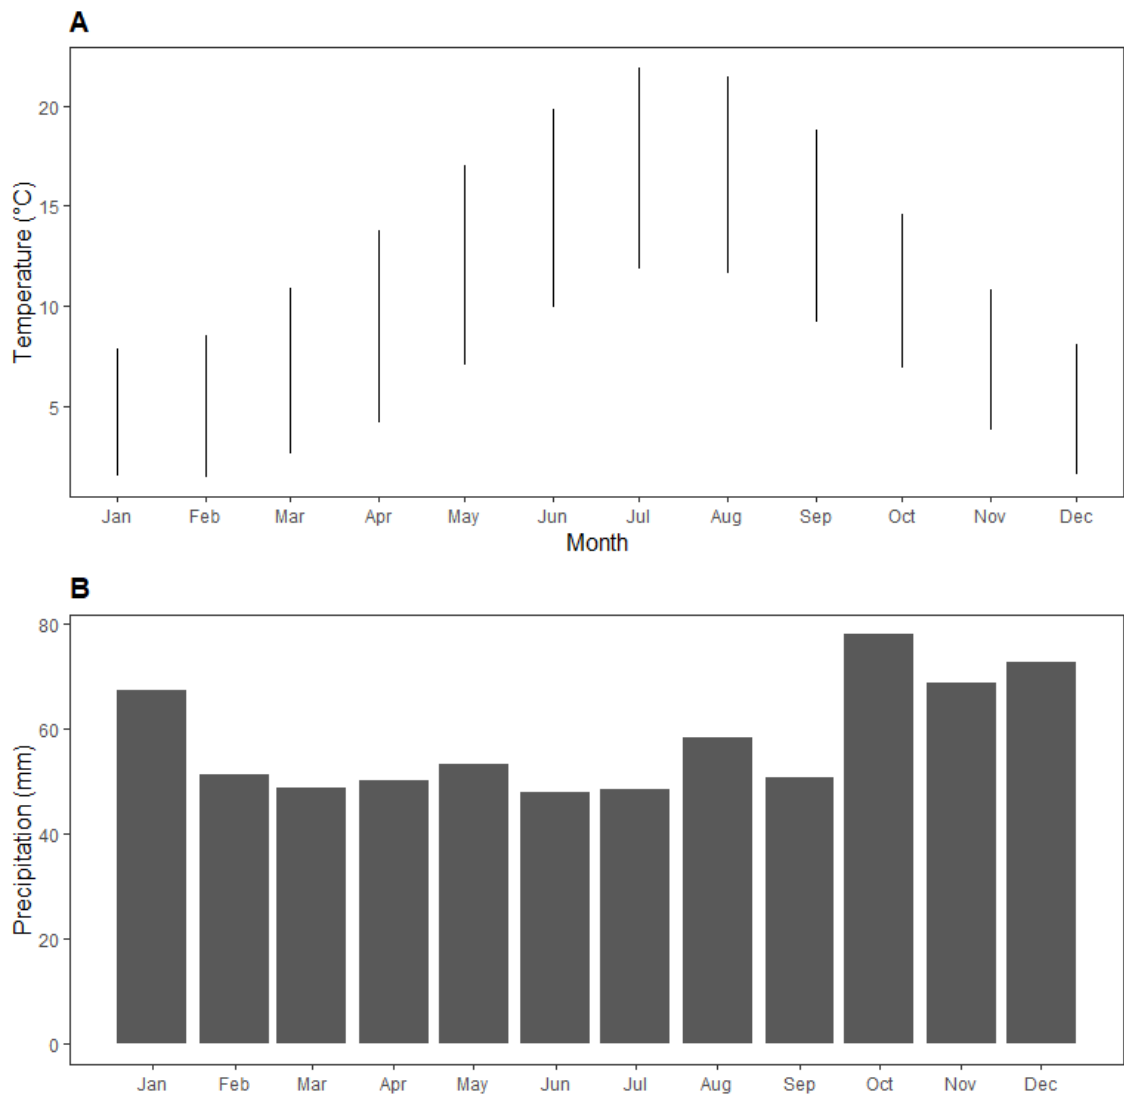 A
Temperature (°C)
20
15
10
5
Jan Feb Mar Apr May Jun Jul Aug Sep Oct Nov Dec
Month
B
Precipitation (mm)
80
60
40
20
0
Jan Feb Mar Apr May Jun Jul Aug Sep Oct Nov Dec